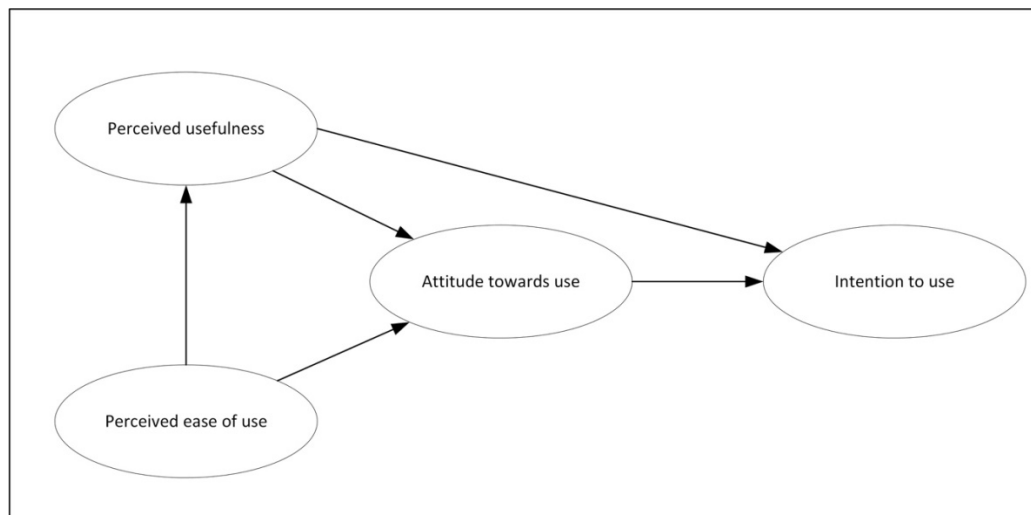 Perceived usefulness
Attitude towards use
Intention to use
Perceived ease of use